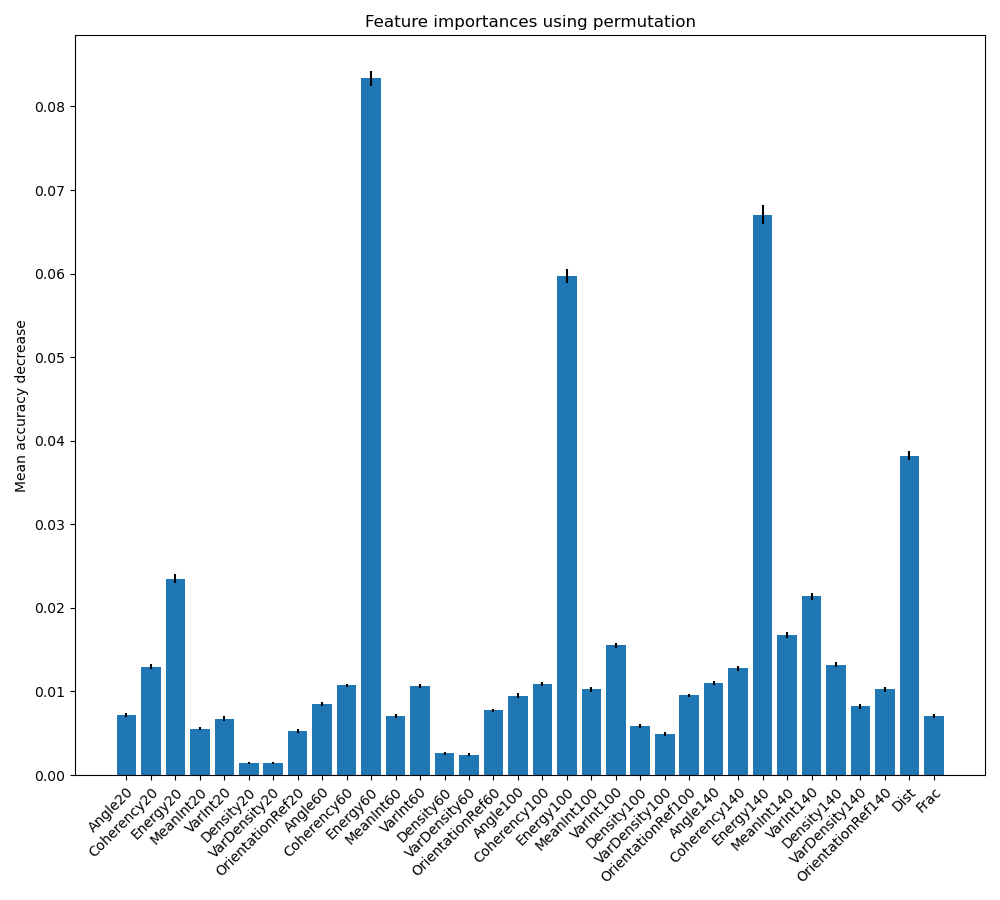 Feature importances using permutation
Mean accuracy decrease
0.08
0.07
0.06
0.05
0.04
0.03
0.02
0.01
0.00
Angle20
Coherency20
Energy20
MeanInt20
VarInt20
Density20
VarDensity20
OrientationRef20
Angle60
Coherency60
Energy60
MeanInt60
VarInt60
Density60
VarDensity60
OrientationRef60
Angle100
Coherency100
Energy100
MeanInt100
VarInt100
Density100
VarDensity100
OrientationRef100
Angle140
Coherency140
Energy140
MeanInt140
VarInt140
Density140
VarDensity140
OrientationRef140
Dist
Frac